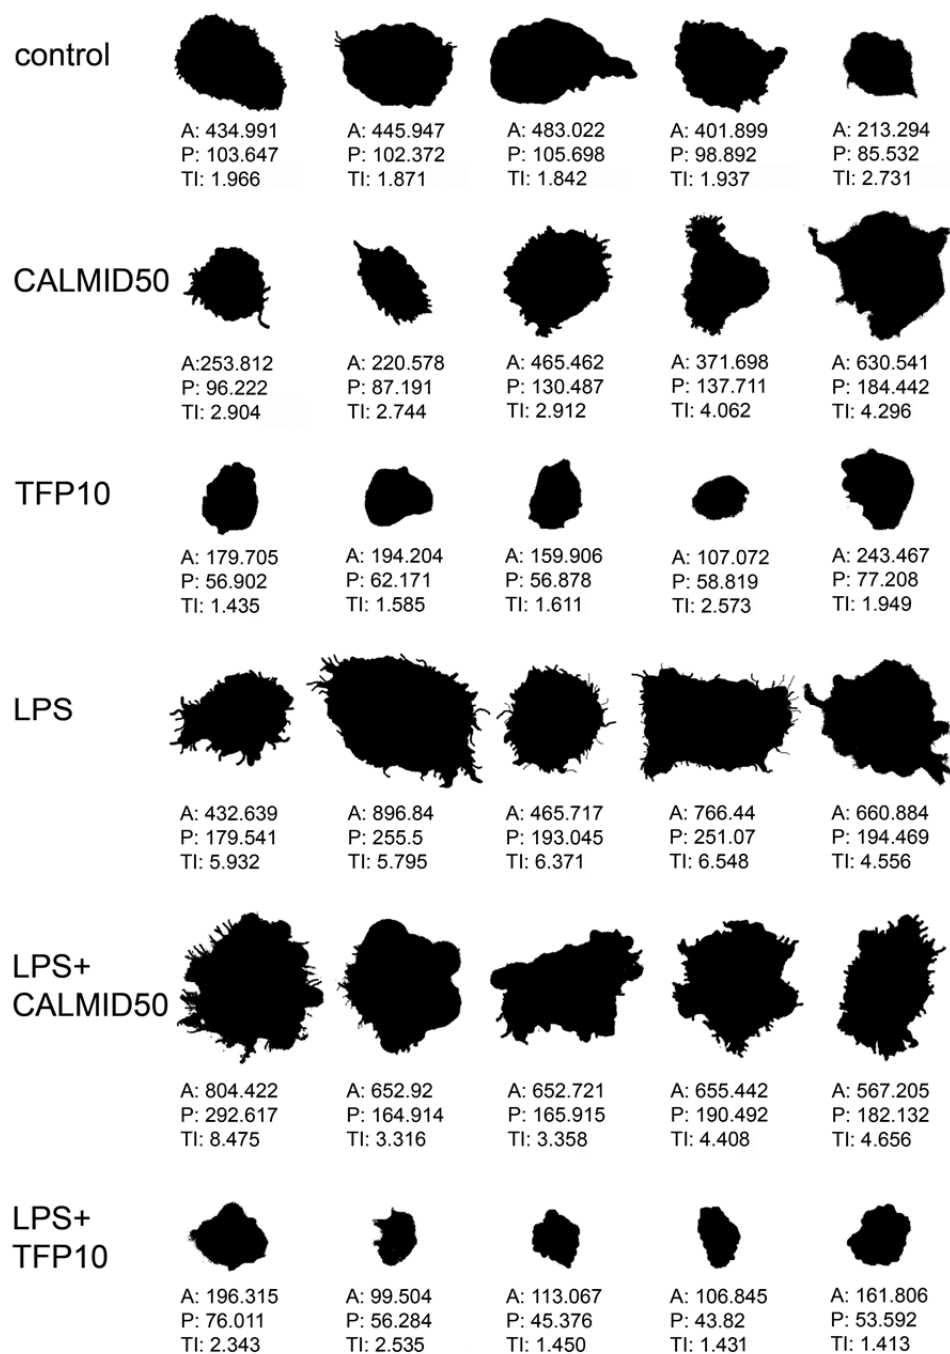 control
A: 434.991
P: 103.647
TI: 1.966
A: 445.947
P: 102.372
TI: 1.871
A: 483.022
P: 105.698
TI: 1.842
A: 401.899
P: 98.892
TI: 1.937
A: 213.294
P: 85.532
TI: 2.731
CALMID50
A:253.812
P: 96.222
TI: 2.904
A: 220.578
P: 87.191
TI: 2.744
A: 465.462
P: 130.487
TI: 2.912
A: 371.698
P: 137.711
TI: 4.062
A: 630.541
P: 184.442
TI: 4.296
TFP10
A: 179.705
P: 56.902
TI: 1.435
A: 194.204
P: 62.171
TI: 1.585
A: 159.906
P: 56.878
TI: 1.611
A: 107.072
P: 58.819
TI: 2.573
A: 243.467
P: 77.208
TI: 1.949
LPS
A: 432.639
P: 179.541
TI: 5.932
A: 896.84
P: 255.5
TI: 5.795
A: 465.717
P: 193.045
TI: 6.371
A: 766.44
P: 251.07
TI: 6.548
A: 660.884
P: 194.469
TI: 4.556
LPS+
CALMID50
A: 804.422
P: 292.617
TI: 8.475
A: 652.92
P: 164.914
TI: 3.316
A: 652.721
P: 165.915
TI: 3.358
A: 655.442
P: 190.492
TI: 4.408
A: 567.205
P: 182.132
TI: 4.656
LPS+
TFP10
A: 196.315
P: 76.011
TI: 2.343
A: 99.504
P: 56.284
TI: 2.535
A: 113.067
P: 45.376
TI: 1.450
A: 106.845
P: 43.82
TI: 1.431
A: 161.806
P: 53.592
TI: 1.413